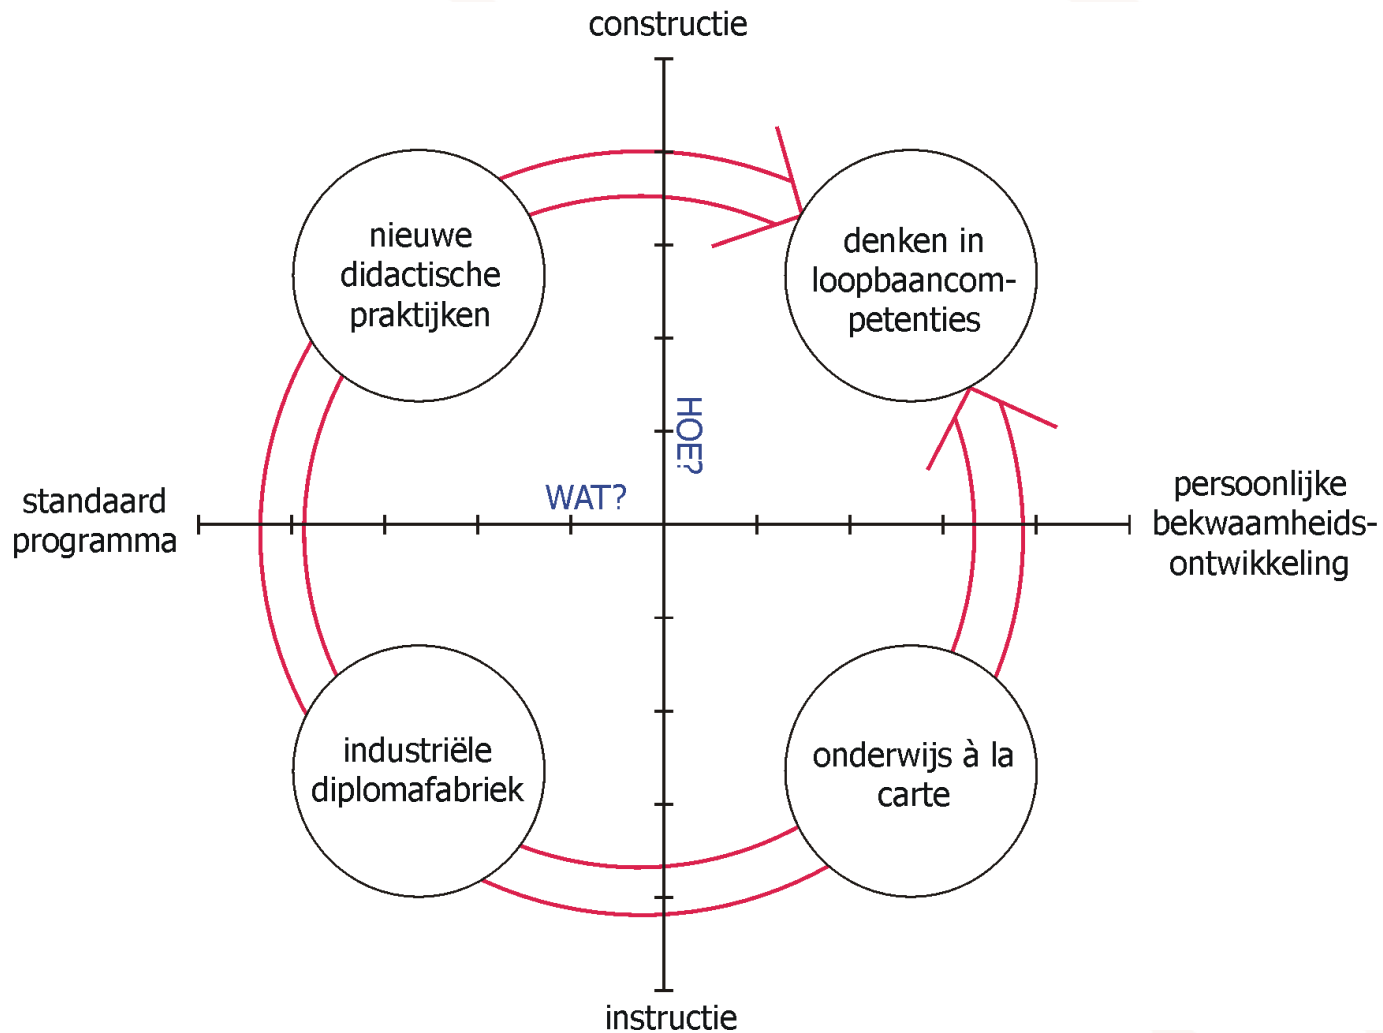 constructie
nieuwe
didactische
praktijken
denken in
loopbaancom-
petenties
HOE?
WAT?
standaard
programma
persoonlijke
bekwaamheids-
ontwikkeling
industriële
diplomafabriek
onderwijs à la
carte
instructie